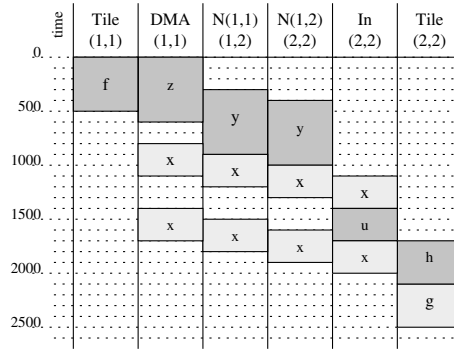 time Tile DMA N(1,1) N(1,2) In Tile
(1,1) (1,1) (1,2) (2,2) (2,2) (2,2)
0
f z
500
y y
1000 x x x
x
1500 x x u
x x
2000 h
g
2500